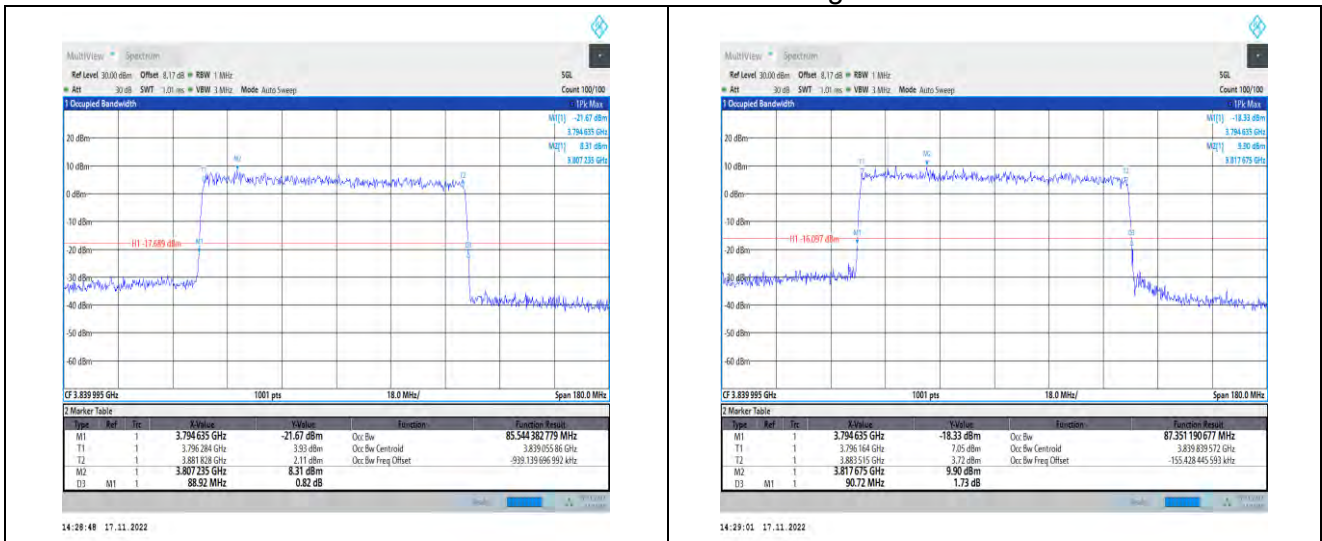 MultiView Spectrum
Ref Level 30.00 dBm Offset 8.17 dB RBW 1 MHz SGL
Att 30 dB SWT 1.01 ms VBW 3 MHz Mode Auto Sweep Count 100/100
1 Occupied Bandwidth 1Pk Max
M1[1] -21.67 dBm
3.794 635 GHz
20 dBm
M2[1] 8.31 dBm
3.807 235 GHz
M2
10 dBm
T1
T2
0 dBm
-10 dBm
H1 -17.689 dBm
M1
D3
-20 dBm
-30 dBm
-40 dBm
-50 dBm
-60 dBm
CF 3.839 995 GHz 1001 pts 18.0 MHz/ Span 180.0 MHz
2 Marker Table
Type Ref Trc X-Value Y-Value Function Function Result
M1 1 3.794 635 GHz -21.67 dBm Occ Bw 85.544 382 779 MHz
T1 1 3.796 284 GHz 3.93 dBm Occ Bw Centroid 3.839 055 86 GHz
T2 1 3.881 828 GHz 2.11 dBm Occ Bw Freq Offset -939.139 696 992 kHz
M2 1 3.807 235 GHz 8.31 dBm
D3 M1 1 88.92 MHz 0.82 dB
14:28:48 17.11.2022
MultiView Spectrum
Ref Level 30.00 dBm Offset 8.17 dB RBW 1 MHz SGL
Att 30 dB SWT 1.01 ms VBW 3 MHz Mode Auto Sweep Count 100/100
1 Occupied Bandwidth 1Pk Max
M1[1] -18.33 dBm
3.794 635 GHz
20 dBm
M2[1] 9.90 dBm
3.817 675 GHz
M2
10 dBm
T1
T2
0 dBm
-10 dBm
H1 -16.097 dBm
M1
D3
-20 dBm
-30 dBm
-40 dBm
-50 dBm
-60 dBm
CF 3.839 995 GHz 1001 pts 18.0 MHz/ Span 180.0 MHz
2 Marker Table
Type Ref Trc X-Value Y-Value Function Function Result
M1 1 3.794 635 GHz -18.33 dBm Occ Bw 87.351 190 677 MHz
T1 1 3.796 164 GHz 7.05 dBm Occ Bw Centroid 3.839 839 572 GHz
T2 1 3.883 515 GHz 3.72 dBm Occ Bw Freq Offset -155.428 445 593 kHz
M2 1 3.817 675 GHz 9.90 dBm
D3 M1 1 90.72 MHz 1.73 dB
14:29:01 17.11.2022